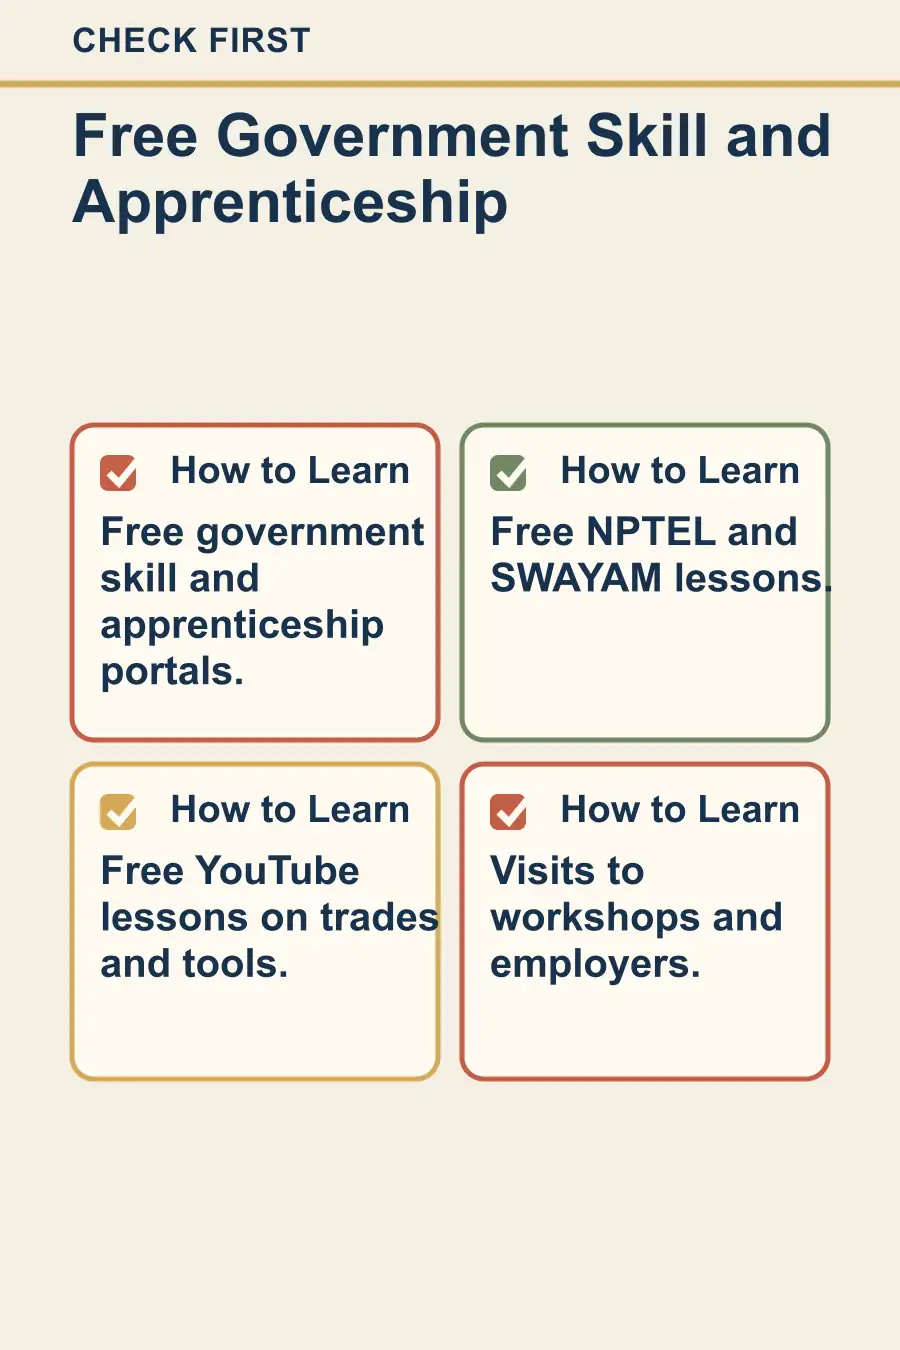 CHECK FIRST
Free Government Skill and
Apprenticeship
How to Learn
Free government
skill and
apprenticeship
portals.
How to Learn
Free NPTEL and
SWAYAM lessons.
How to Learn
Free YouTube
lessons on trades
and tools.
How to Learn
Visits to
workshops and
employers.